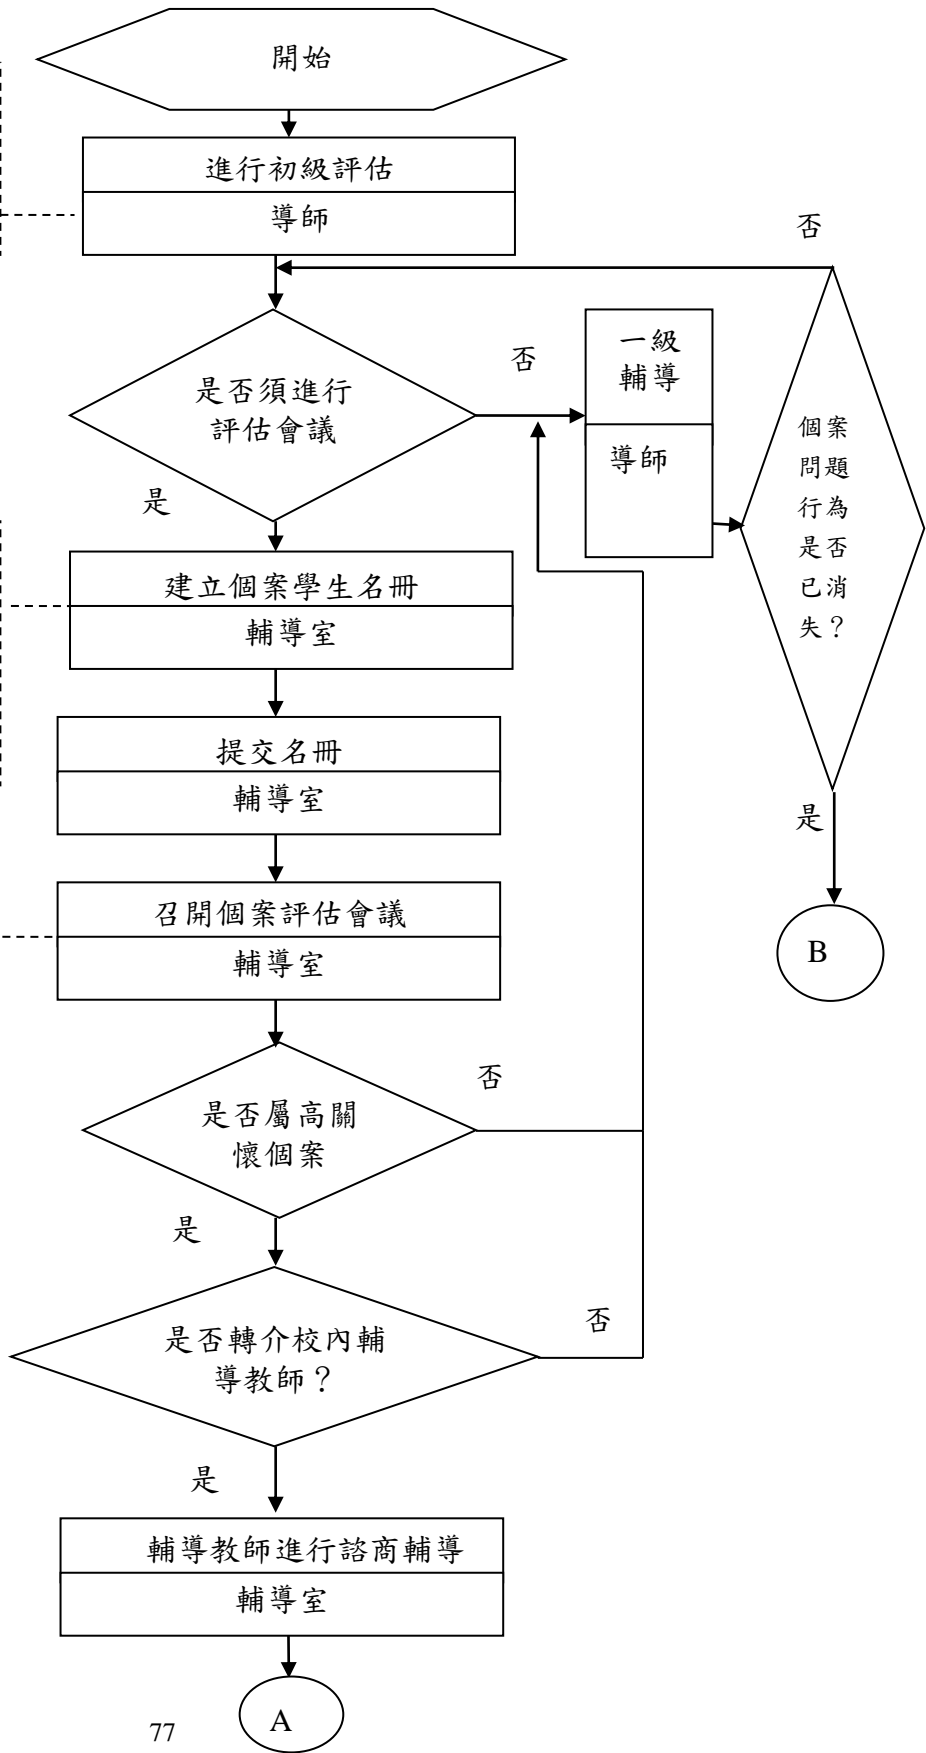 開始
進行初級評估
導師
否
是否須進行
評估會議
否
一級
輔導
導師
個案
問題
行為
是否
已消
失？
是
建立個案學生名冊
輔導室
提交名冊
輔導室
是
召開個案評估會議
輔導室
B
否
是否屬高關
懷個案
是
否
是否轉介校內輔
導教師？
是
輔導教師進行諮商輔導
輔導室
A
77